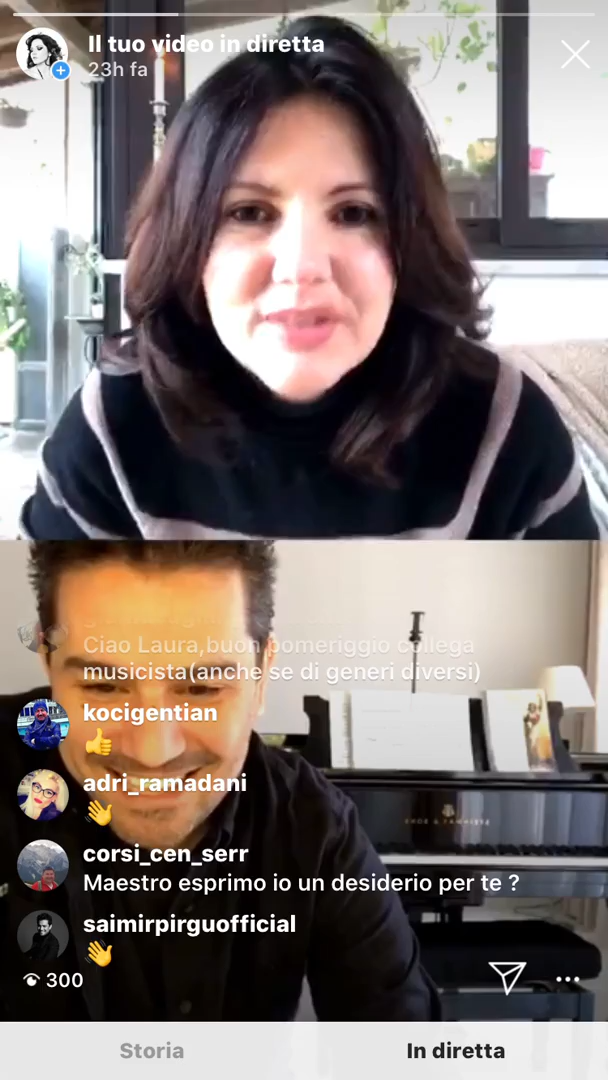 Il tuo video in diretta
23h fa
Ciao Laura,buon pomeriggio collega
musicista(anche se di generi diversi)
kocigentian
👍
adri_ramadani
👋
corsi_cen_serr
Maestro esprimo io un desiderio per te ?
saimirpirguofficial
👋
300
Storia
In diretta